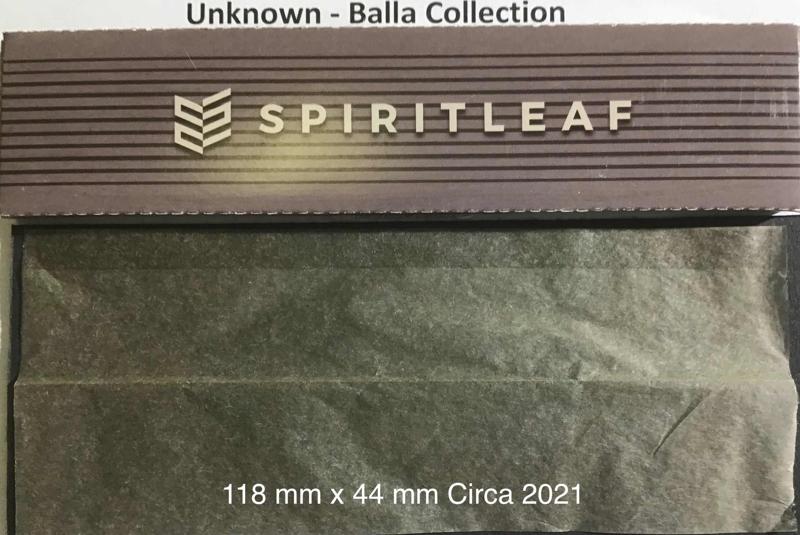 Unknown - Balla Collection
SPIRITLEAF
118 mm x 44 mm Circa 2021